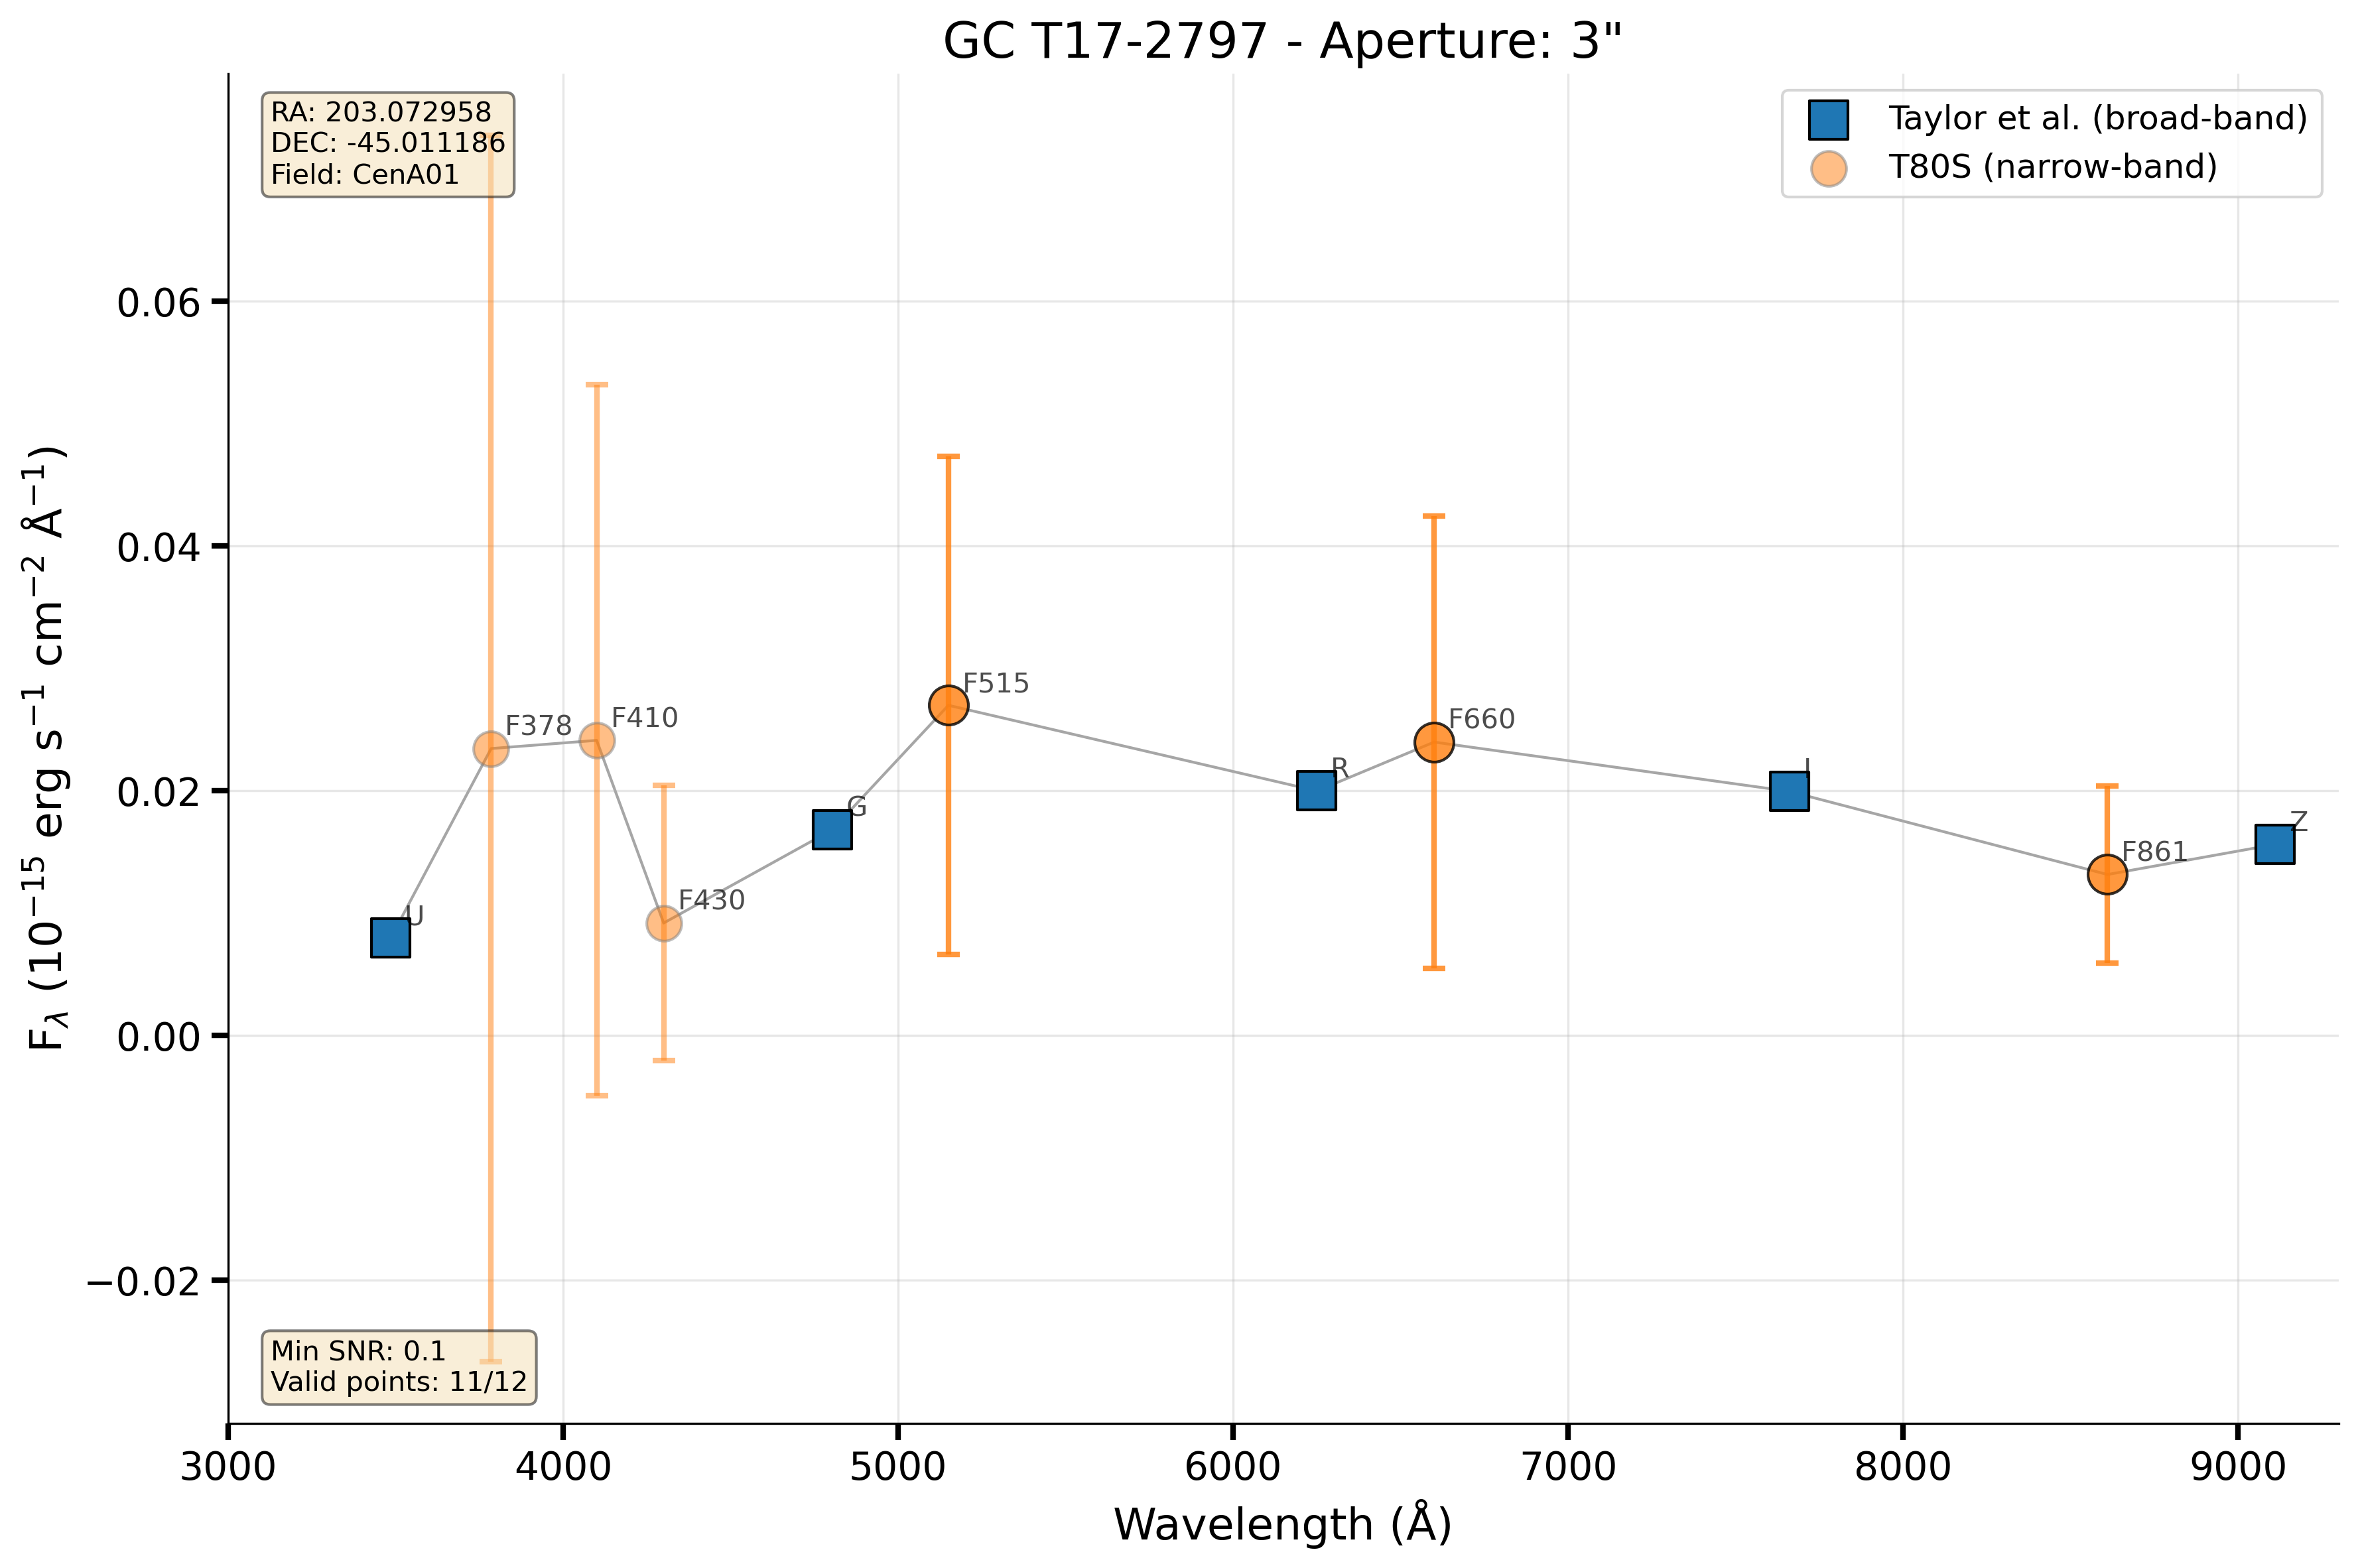 GC T17-2797 - Aperture: 3"
RA: 203.072958
DEC: -45.011186
Field: CenA01
Taylor et al. (broad-band)
T80S (narrow-band)
0.06
0.04
0.02
0.00
−0.02
F_λ (10⁻¹⁵ erg s⁻¹ cm⁻² Å⁻¹)
U
F378
F410
F430
G
F515
R
F660
I
F861
Z
Min SNR: 0.1
Valid points: 11/12
3000 4000 5000 6000 7000 8000 9000
Wavelength (Å)